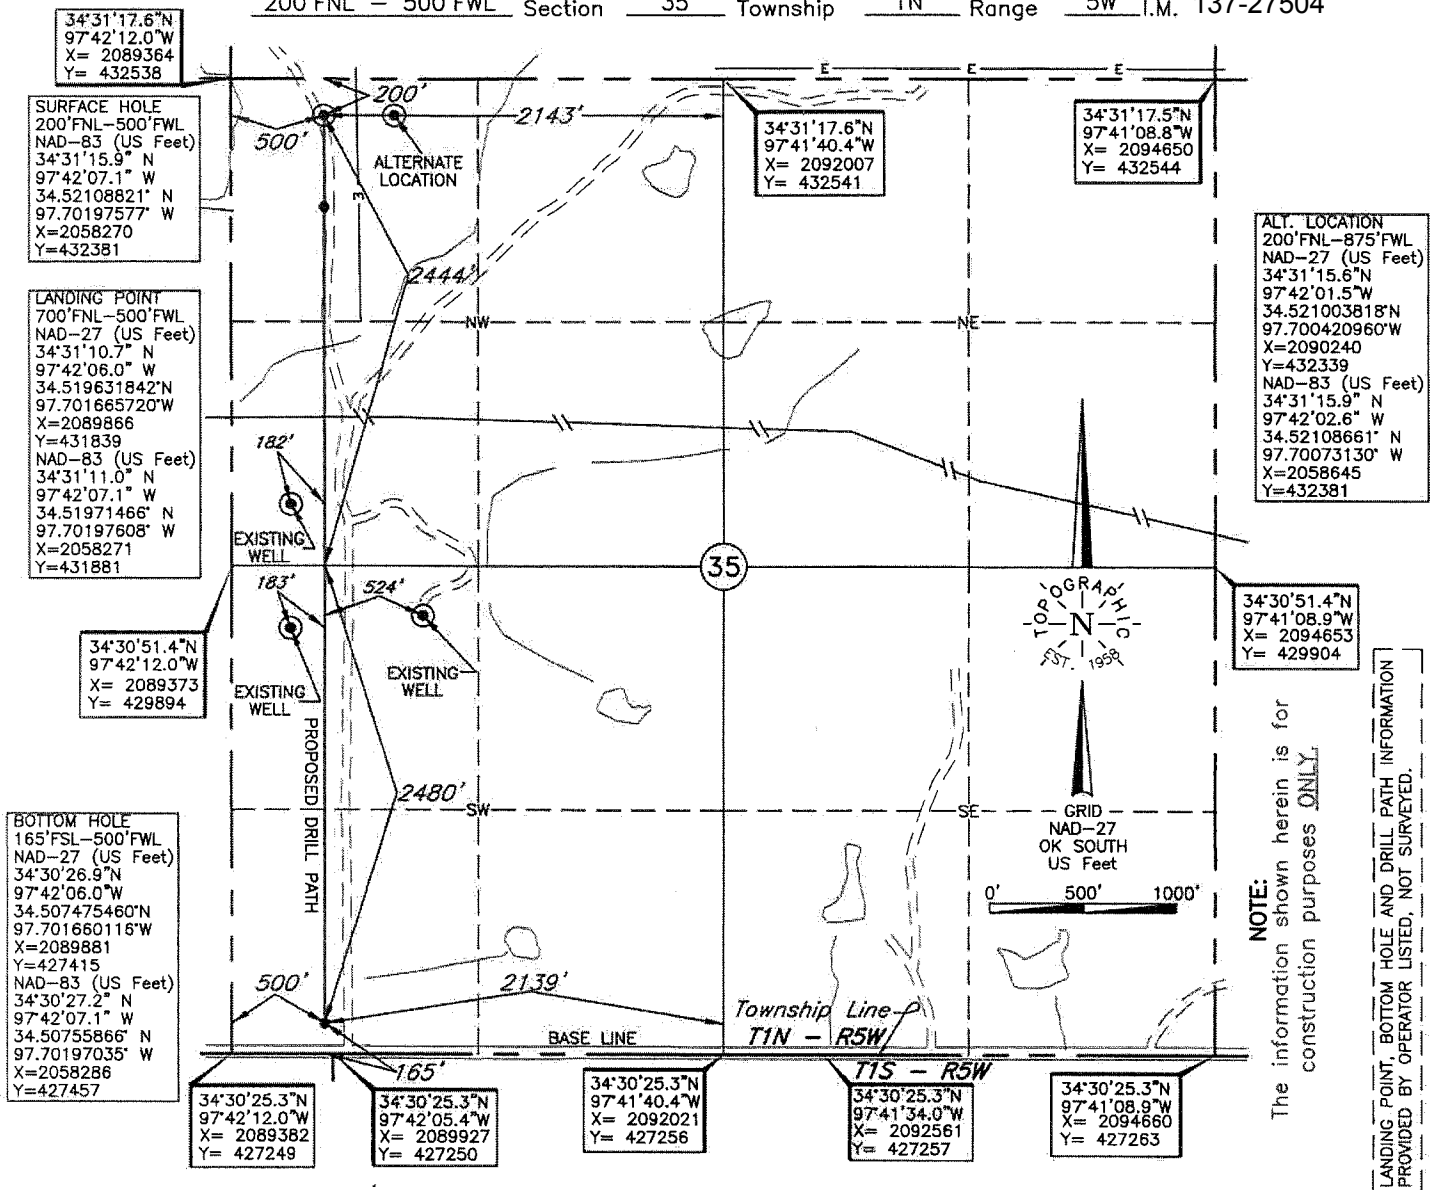 200'FNL – 500'FWL Section 35 Township 1N Range 5W I.M. 137-27504
34°31'17.6"N
97°42'12.0"W
X= 2089364
Y= 432538
SURFACE HOLE
200'FNL–500'FWL
NAD-83 (US Feet)
34°31'15.9" N
97°42'07.1" W
34.52108821° N
97.70197577° W
X=2058270
Y=432381
LANDING POINT
700'FNL–500'FWL
NAD-27 (US Feet)
34°31'10.7" N
97°42'06.0" W
34.519631842°N
97.701665720°W
X=2089866
Y=431839
NAD-83 (US Feet)
34°31'11.0" N
97°42'07.1" W
34.51971466° N
97.70197608° W
X=2058271
Y=431881
34°30'51.4"N
97°42'12.0"W
X= 2089373
Y= 429894
BOTTOM HOLE
165'FSL–500'FWL
NAD-27 (US Feet)
34°30'26.9"N
97°42'06.0"W
34.507475460°N
97.701660116°W
X=2089881
Y=427415
NAD-83 (US Feet)
34°30'27.2" N
97°42'07.1" W
34.50755866° N
97.70197035° W
X=2058286
Y=427457
E E E
200'
500'
2143'
ALTERNATE
LOCATION
3
34°31'17.6"N
97°41'40.4"W
X= 2092007
Y= 432541
34°31'17.5"N
97°41'08.8"W
X= 2094650
Y= 432544
ALT. LOCATION
200'FNL–875'FWL
NAD-27 (US Feet)
34°31'15.6"N
97°42'01.5"W
34.521003818°N
97.700420960°W
X=2090240
Y=432339
NAD-83 (US Feet)
34°31'15.9" N
97°42'02.6" W
34.52108661° N
97.70073130° W
X=2058645
Y=432381
2444'
NW
NE
182'
EXISTING
WELL
35
183'
524'
EXISTING
WELL
EXISTING
WELL
TOPOGRAPHIC
N
EST. 1958
34°30'51.4"N
97°41'08.9"W
X= 2094653
Y= 429904
PROPOSED DRILL PATH
2480'
SW
SE
GRID
NAD-27
OK SOUTH
US Feet
0' 500' 1000'
NOTE:
The information shown herein is for
construction purposes ONLY.
LANDING POINT, BOTTOM HOLE AND DRILL PATH INFORMATION
PROVIDED BY OPERATOR LISTED, NOT SURVEYED.
500'
2139'
Township Line
BASE LINE
T1N – R5W
165'
T1S – R5W
34°30'25.3"N
97°42'12.0"W
X= 2089382
Y= 427249
34°30'25.3"N
97°42'05.4"W
X= 2089927
Y= 427250
34°30'25.3"N
97°41'40.4"W
X= 2092021
Y= 427256
34°30'25.3"N
97°41'34.0"W
X= 2092561
Y= 427257
34°30'25.3"N
97°41'08.9"W
X= 2094660
Y= 427263